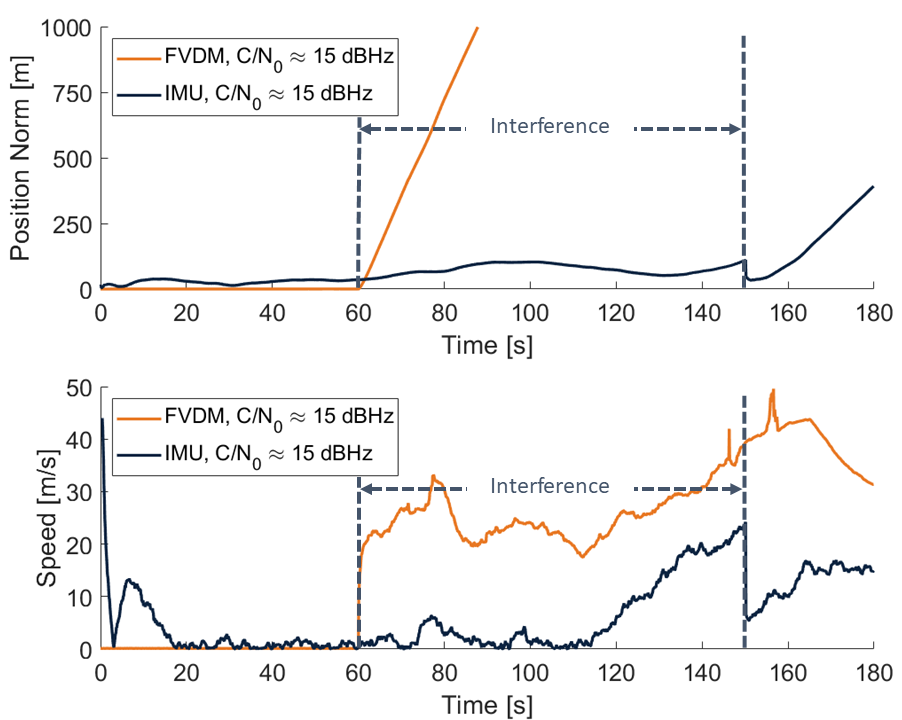 1000
750
500
250
0
Position Norm [m]
FVDM, C/N₀ ≈ 15 dBHz
IMU, C/N₀ ≈ 15 dBHz
Interference
0 20 40 60 80 100 120 140 160 180
Time [s]
50
40
30
20
10
0
Speed [m/s]
FVDM, C/N₀ ≈ 15 dBHz
IMU, C/N₀ ≈ 15 dBHz
Interference
0 20 40 60 80 100 120 140 160 180
Time [s]